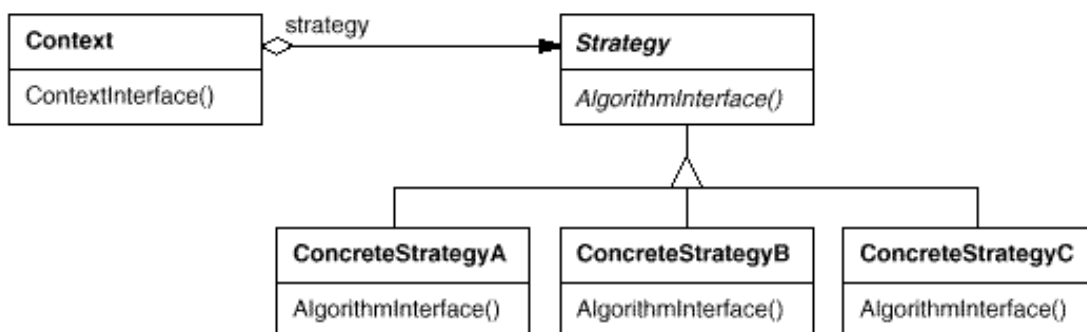 strategy
Context
Strategy
ContextInterface()
AlgorithmInterface()
ConcreteStrategyA
ConcreteStrategyB
ConcreteStrategyC
AlgorithmInterface()
AlgorithmInterface()
AlgorithmInterface()